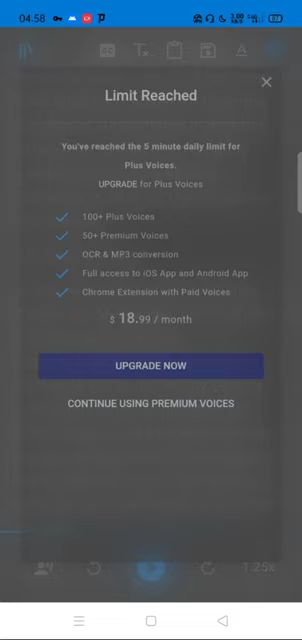 04.58
Limit Reached
You've reached the 5 minute daily limit for
Plus Voices.
UPGRADE for Plus Voices
100+ Plus Voices
50+ Premium Voices
OCR & MP3 conversion
Full access to iOS App and Android App
Chrome Extension with Paid Voices
$ 18.99 / month
UPGRADE NOW
CONTINUE USING PREMIUM VOICES
1.25x